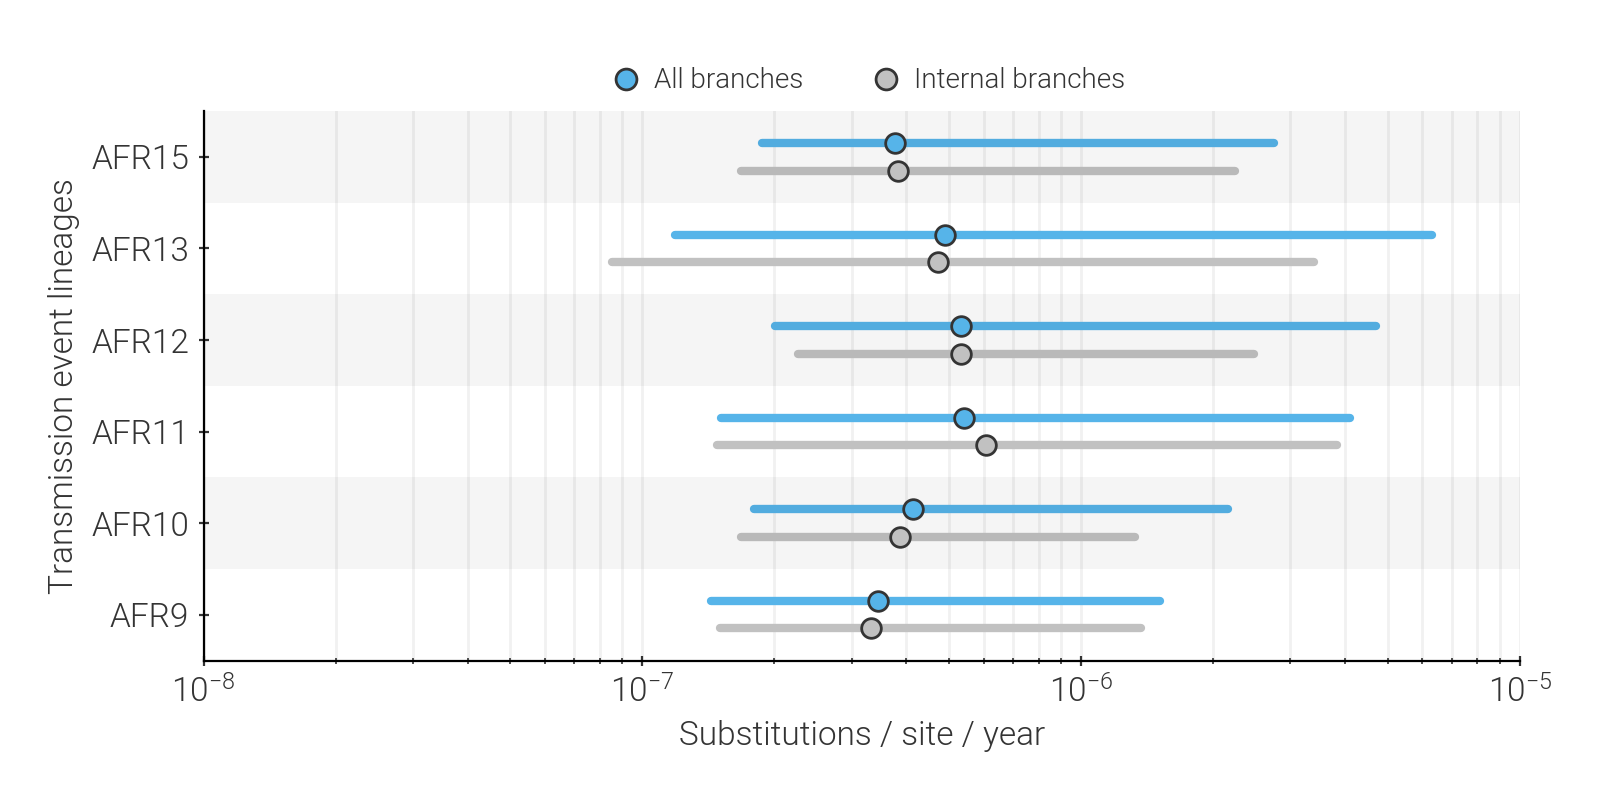 All branches
Internal branches
Transmission event lineages
AFR15
AFR13
AFR12
AFR11
AFR10
AFR9
10⁻⁸
10⁻⁷
10⁻⁶
10⁻⁵
Substitutions / site / year